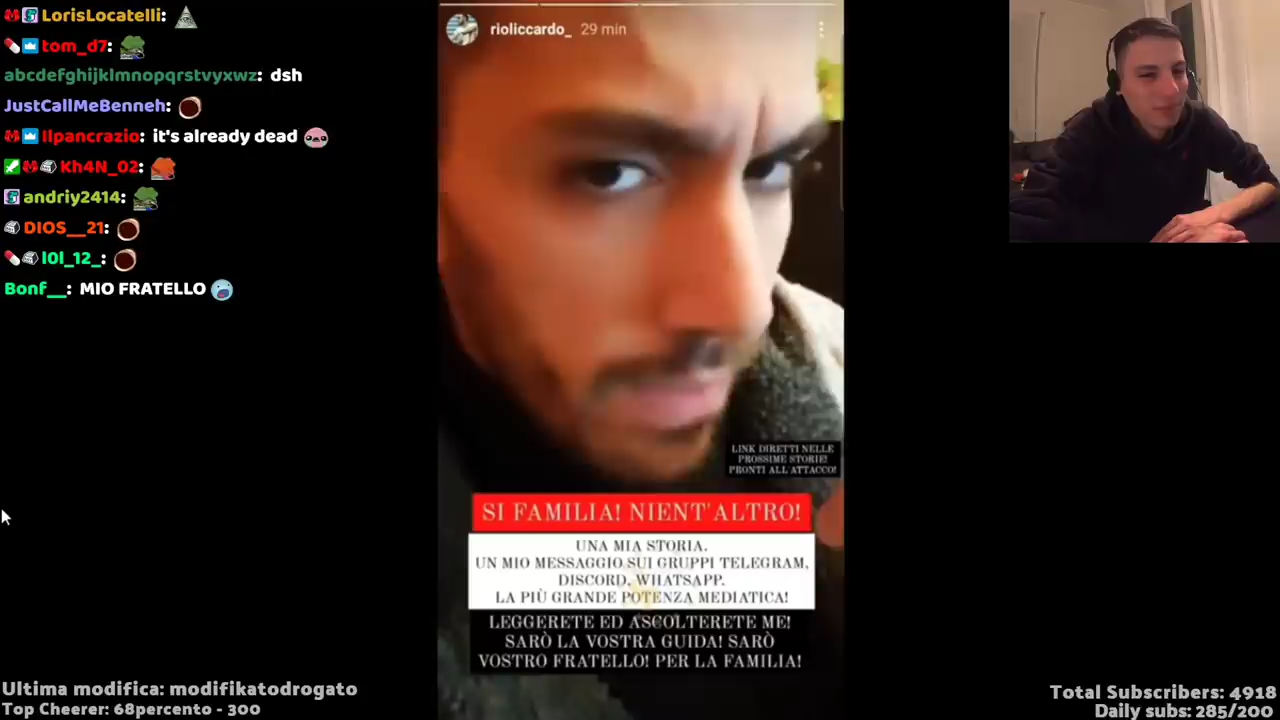 LorisLocatelli:
tom_d7:
abcdefghijklmnopqrstvyxwz: dsh
JustCallMeBenneh:
Ilpancrazio: it's already dead
Kh4N_02:
andriy2414:
DIOS__21:
l0l_12_:
Bonf__: MIO FRATELLO
rioliccardo_ 29 min
LINK DIRETTI NELLE
PROSSIME STORIE!
PRONTI ALL'ATTACCO!
SI FAMILIA! NIENT'ALTRO!
UNA MIA STORIA.
UN MIO MESSAGGIO SUI GRUPPI TELEGRAM,
DISCORD, WHATSAPP.
LA PIÙ GRANDE POTENZA MEDIATICA!
LEGGERETE ED ASCOLTERETE ME!
SARÒ LA VOSTRA GUIDA! SARÒ
VOSTRO FRATELLO! PER LA FAMILIA!
Ultima modifica: modifikatodrogato
Top Cheerer: 68percento - 300
Total Subscribers: 4918
Daily subs: 285/200